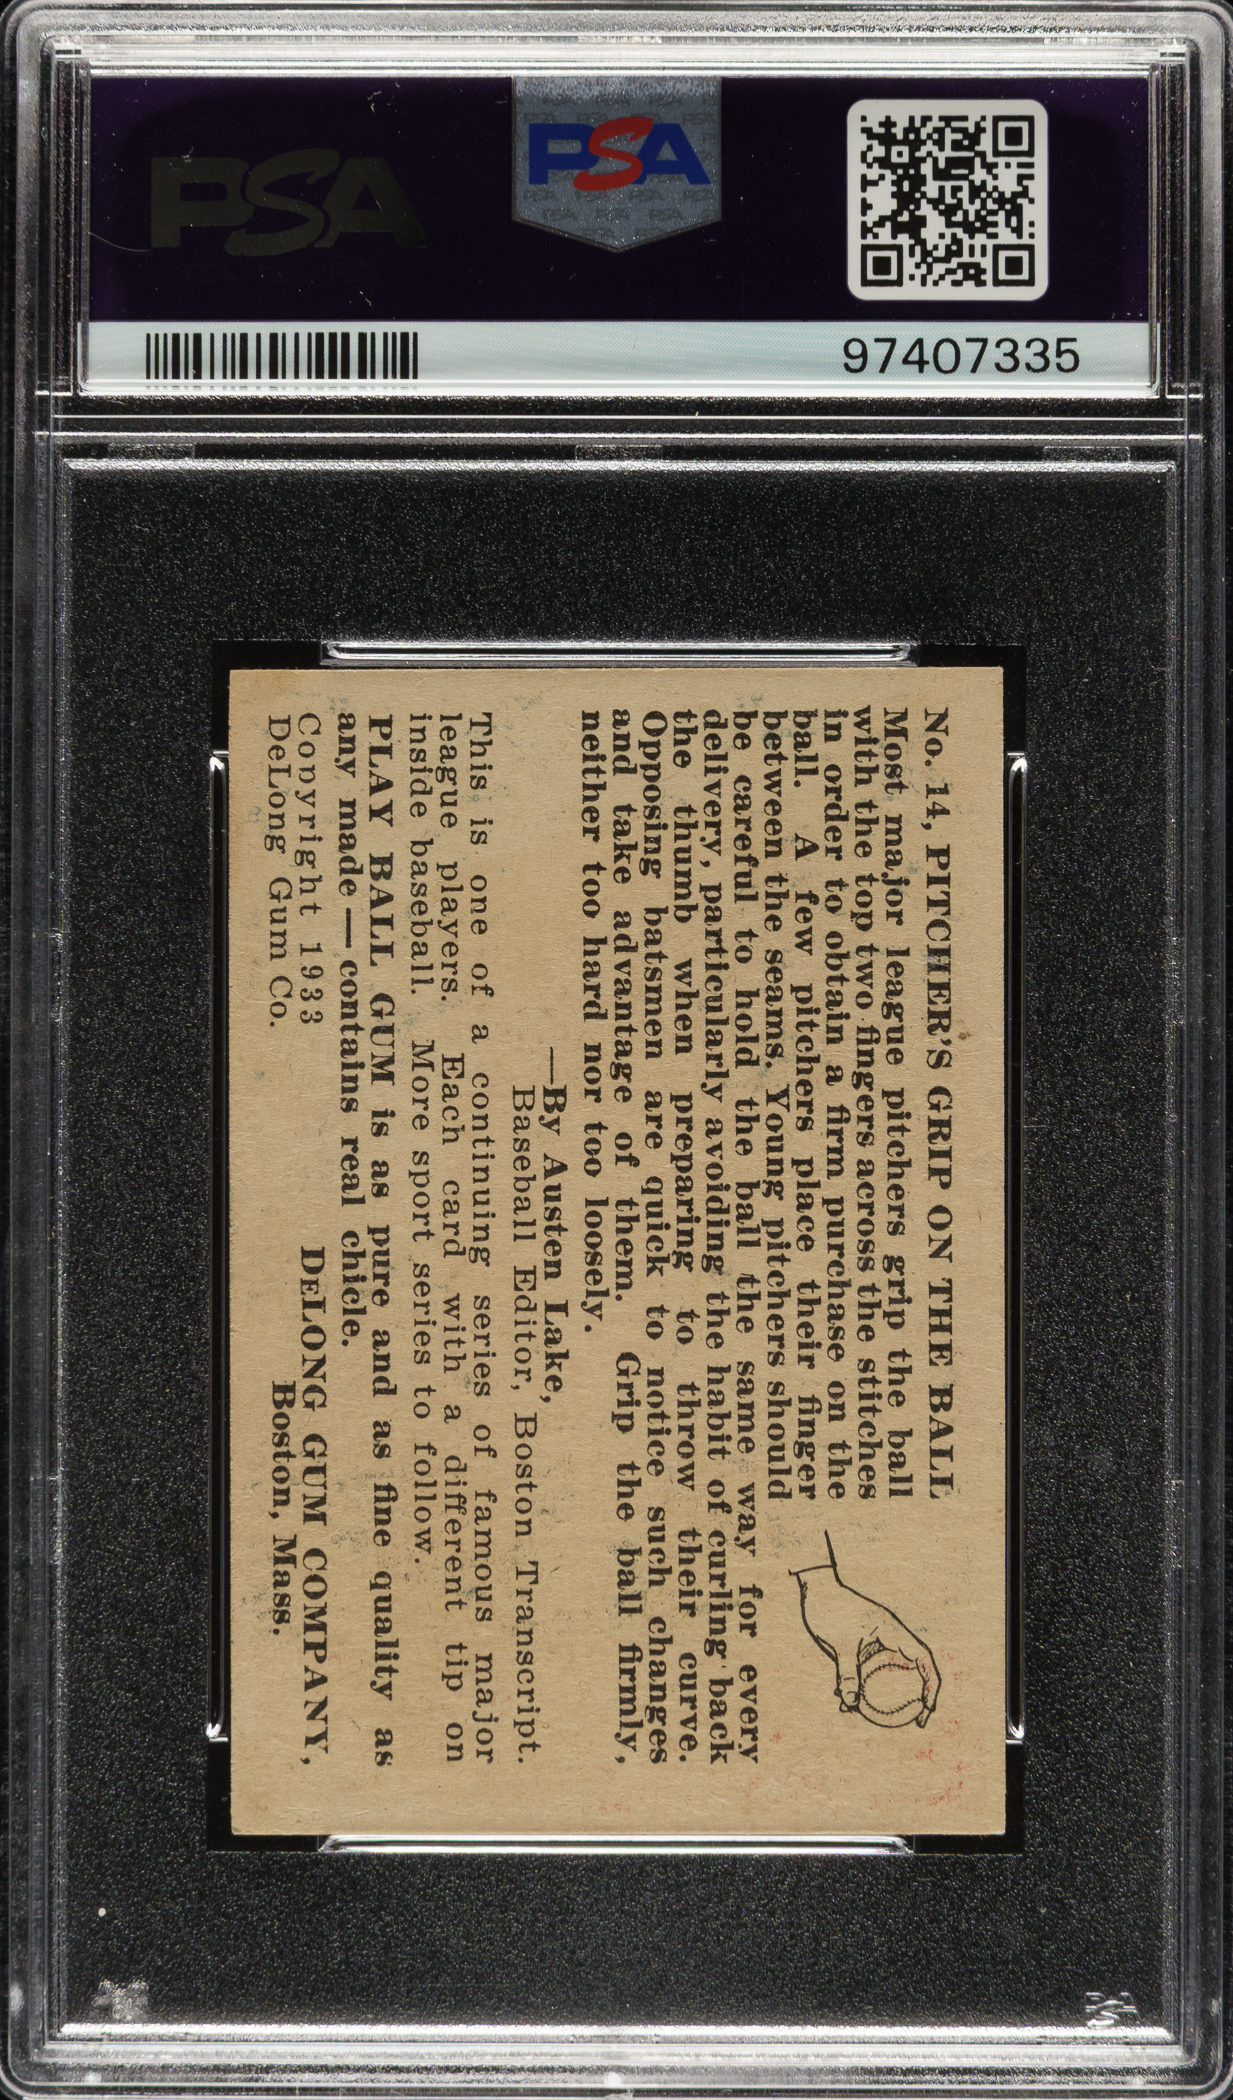 PSA
PSA
97407335
No. 14, PITCHER'S GRIP ON THE BALL
Most major league pitchers grip the ball
with the top two fingers across the stitches
in order to obtain a firm purchase on the
ball. A few pitchers place their finger
between the seams. Young pitchers should
be careful to hold the ball the same way for every
delivery, particularly avoiding the habit of curling back
the thumb when preparing to throw their curve.
Opposing batsmen are quick to notice such changes
and take advantage of them. Grip the ball firmly,
neither too hard nor too loosely.
—By Austen Lake,
Baseball Editor, Boston Transcript.
This is one of a continuing series of famous major
league players. Each card with a different tip on
inside baseball. More sport series to follow.
PLAY BALL GUM is as pure and as fine quality as
any made — contains real chicle.
Copyright 1933
DeLong Gum Co.
DELONG GUM COMPANY,
Boston, Mass.
PSA